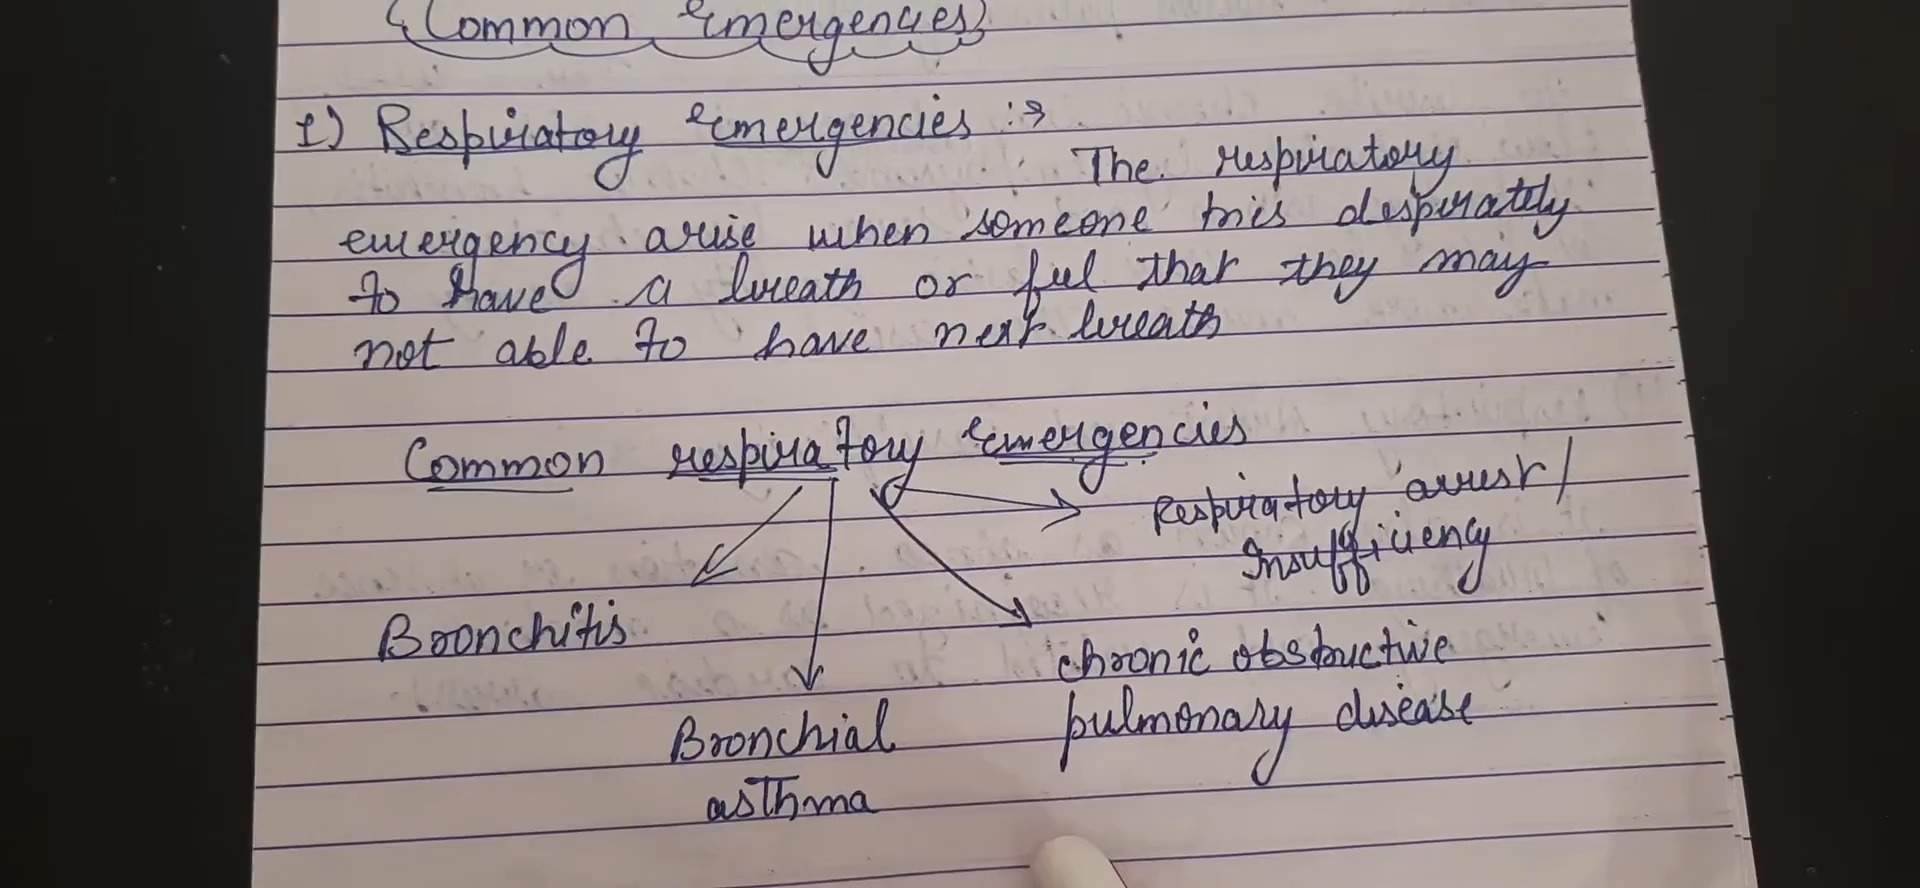 (Common emergencies)
1) Respiratory emergencies :→
The respiratory
emergency arise when someone tries desperately
to have a breath or feel that they may
not able to have next breath
Common respiratory emergencies
Respiratory arrest/
Insufficiency
Bronchitis
chronic obstructive
pulmonary disease
Bronchial
asthma